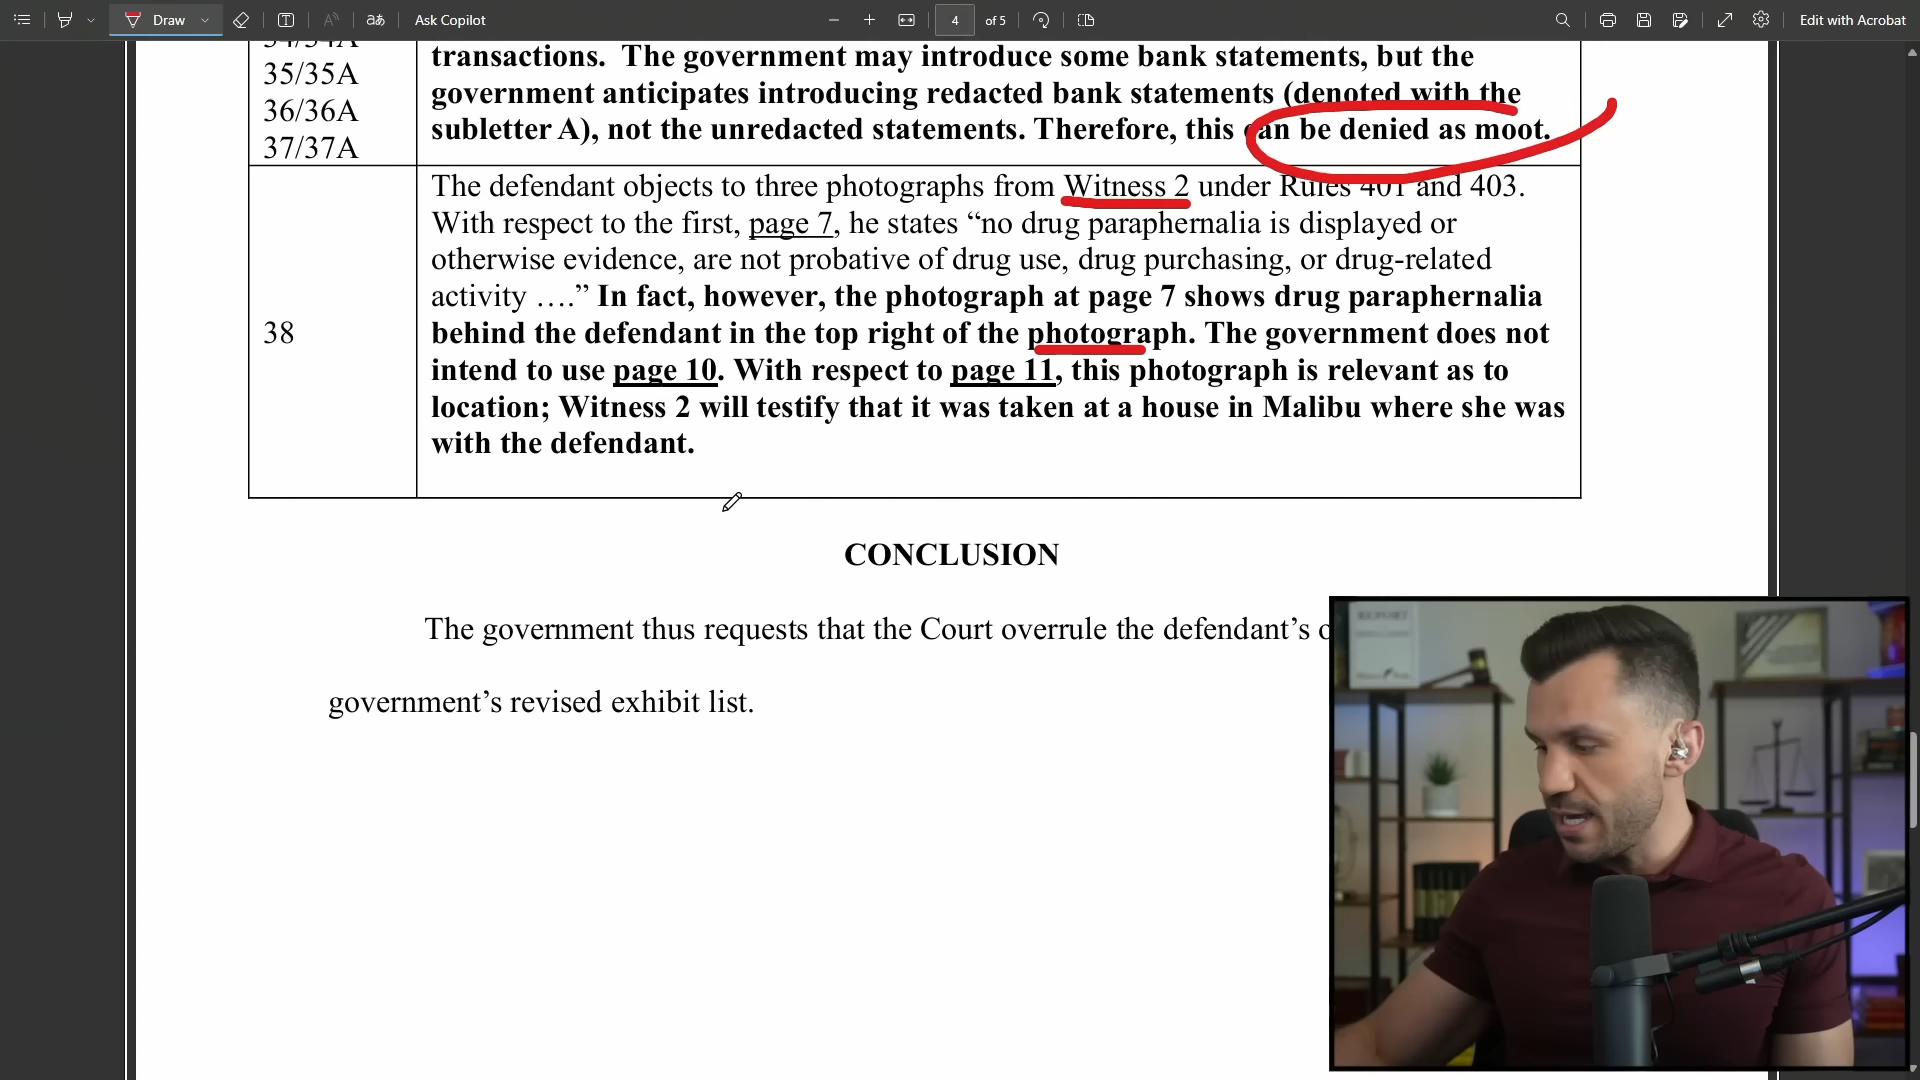 Draw
Ask Copilot
4 of 5
Edit with Acrobat
34/34A
35/35A
36/36A
37/37A
transactions. The government may introduce some bank statements, but the
government anticipates introducing redacted bank statements (denoted with the
subletter A), not the unredacted statements. Therefore, this can be denied as moot.
38
The defendant objects to three photographs from Witness 2 under Rules 401 and 403.
With respect to the first, page 7, he states “no drug paraphernalia is displayed or
otherwise evidence, are not probative of drug use, drug purchasing, or drug-related
activity ….” In fact, however, the photograph at page 7 shows drug paraphernalia
behind the defendant in the top right of the photograph. The government does not
intend to use page 10. With respect to page 11, this photograph is relevant as to
location; Witness 2 will testify that it was taken at a house in Malibu where she was
with the defendant.
CONCLUSION
The government thus requests that the Court overrule the defendant’s
government’s revised exhibit list.
REPORT